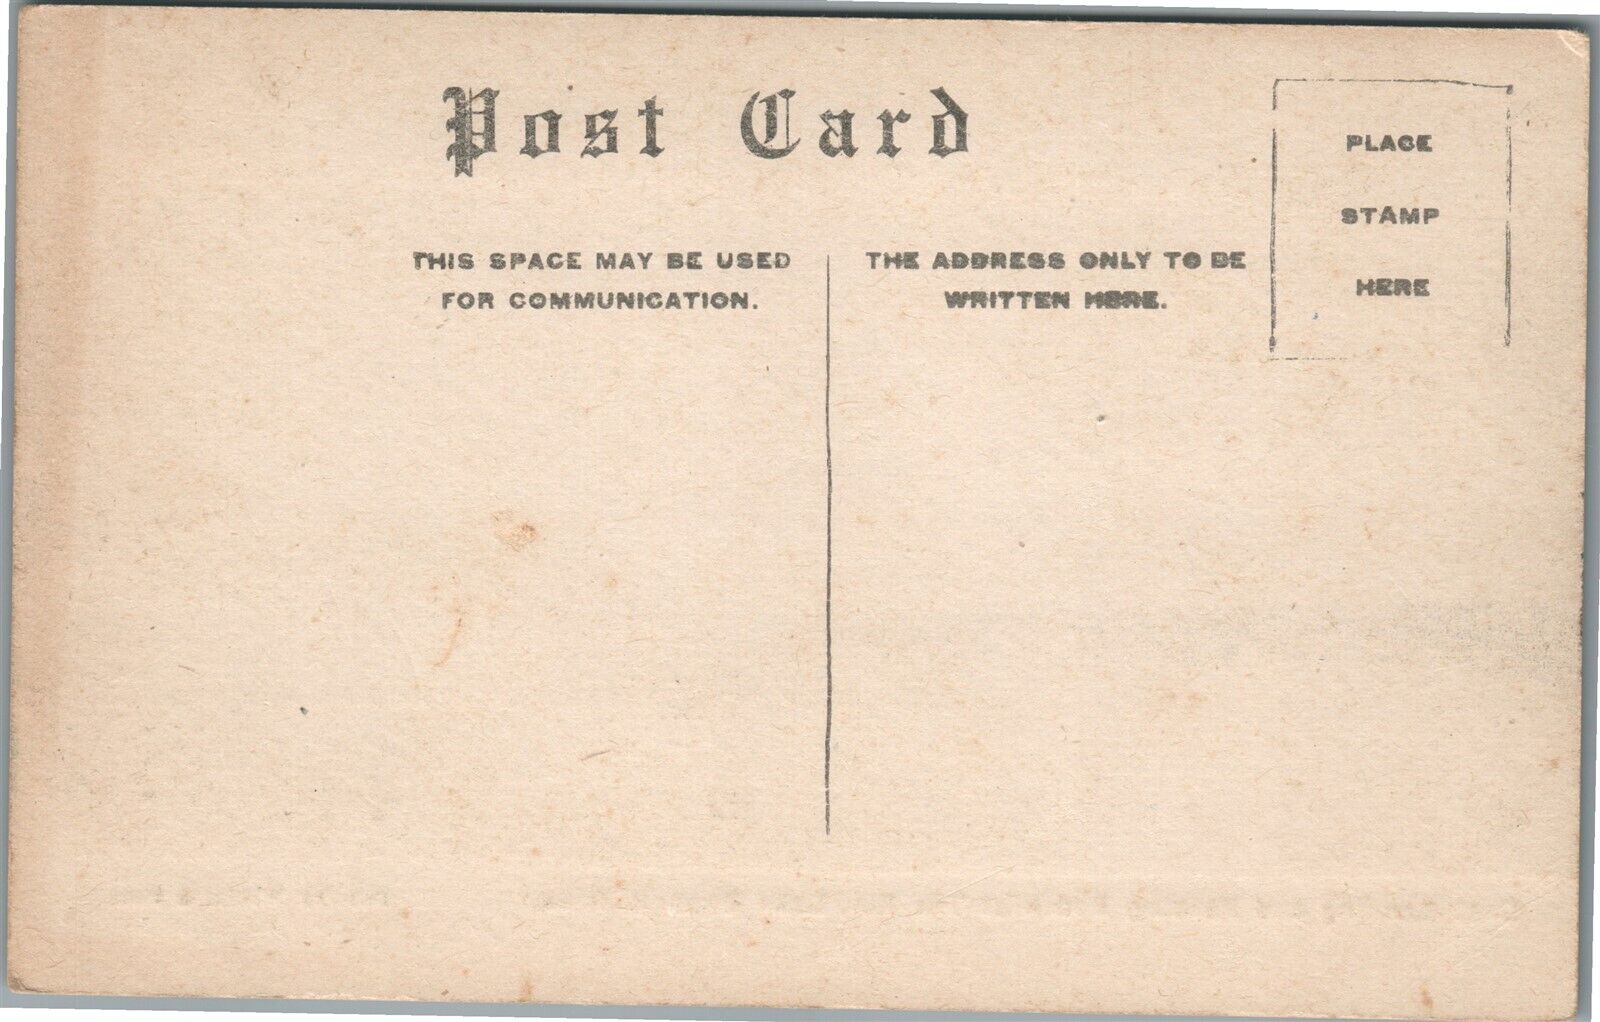 Post Card
PLACE
STAMP
HERE
THIS SPACE MAY BE USED
FOR COMMUNICATION.
THE ADDRESS ONLY TO BE
WRITTEN HERE.